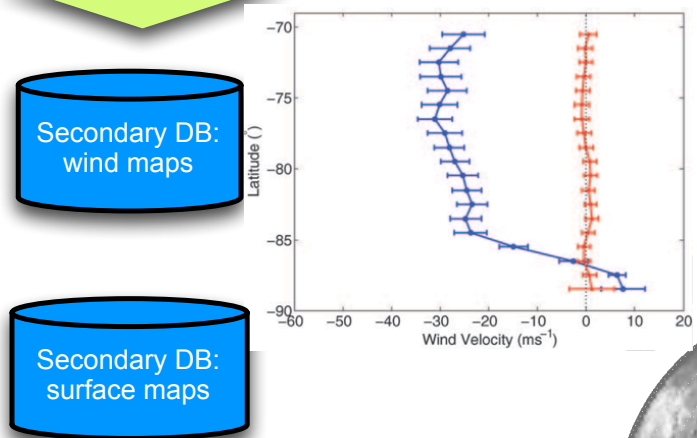 Secondary DB:
wind maps
Latitude (°)
−70
−75
−80
−85
−90
−60 −50 −40 −30 −20 −10 0 10 20
Wind Velocity (ms⁻¹)
Secondary DB:
surface maps